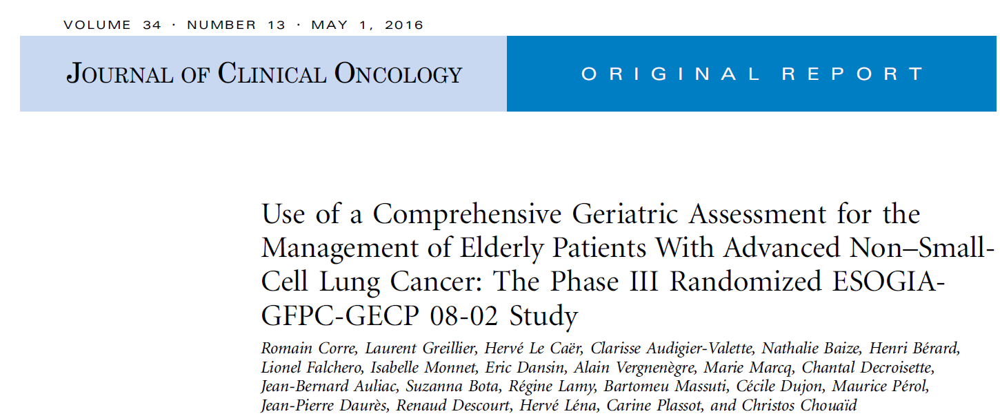 VOLUME 34 · NUMBER 13 · MAY 1, 2016
JOURNAL OF CLINICAL ONCOLOGY
ORIGINAL REPORT
Use of a Comprehensive Geriatric Assessment for the
Management of Elderly Patients With Advanced Non–Small-
Cell Lung Cancer: The Phase III Randomized ESOGIA-
GFPC-GECP 08-02 Study
Romain Corre, Laurent Greillier, Hervé Le Caër, Clarisse Audigier-Valette, Nathalie Baize, Henri Bérard,
Lionel Falchero, Isabelle Monnet, Eric Dansin, Alain Vergnenègre, Marie Marcq, Chantal Decroisette,
Jean-Bernard Auliac, Suzanna Bota, Régine Lamy, Bartomeu Massuti, Cécile Dujon, Maurice Pérol,
Jean-Pierre Daurès, Renaud Descourt, Hervé Léna, Carine Plassot, and Christos Chouaïd